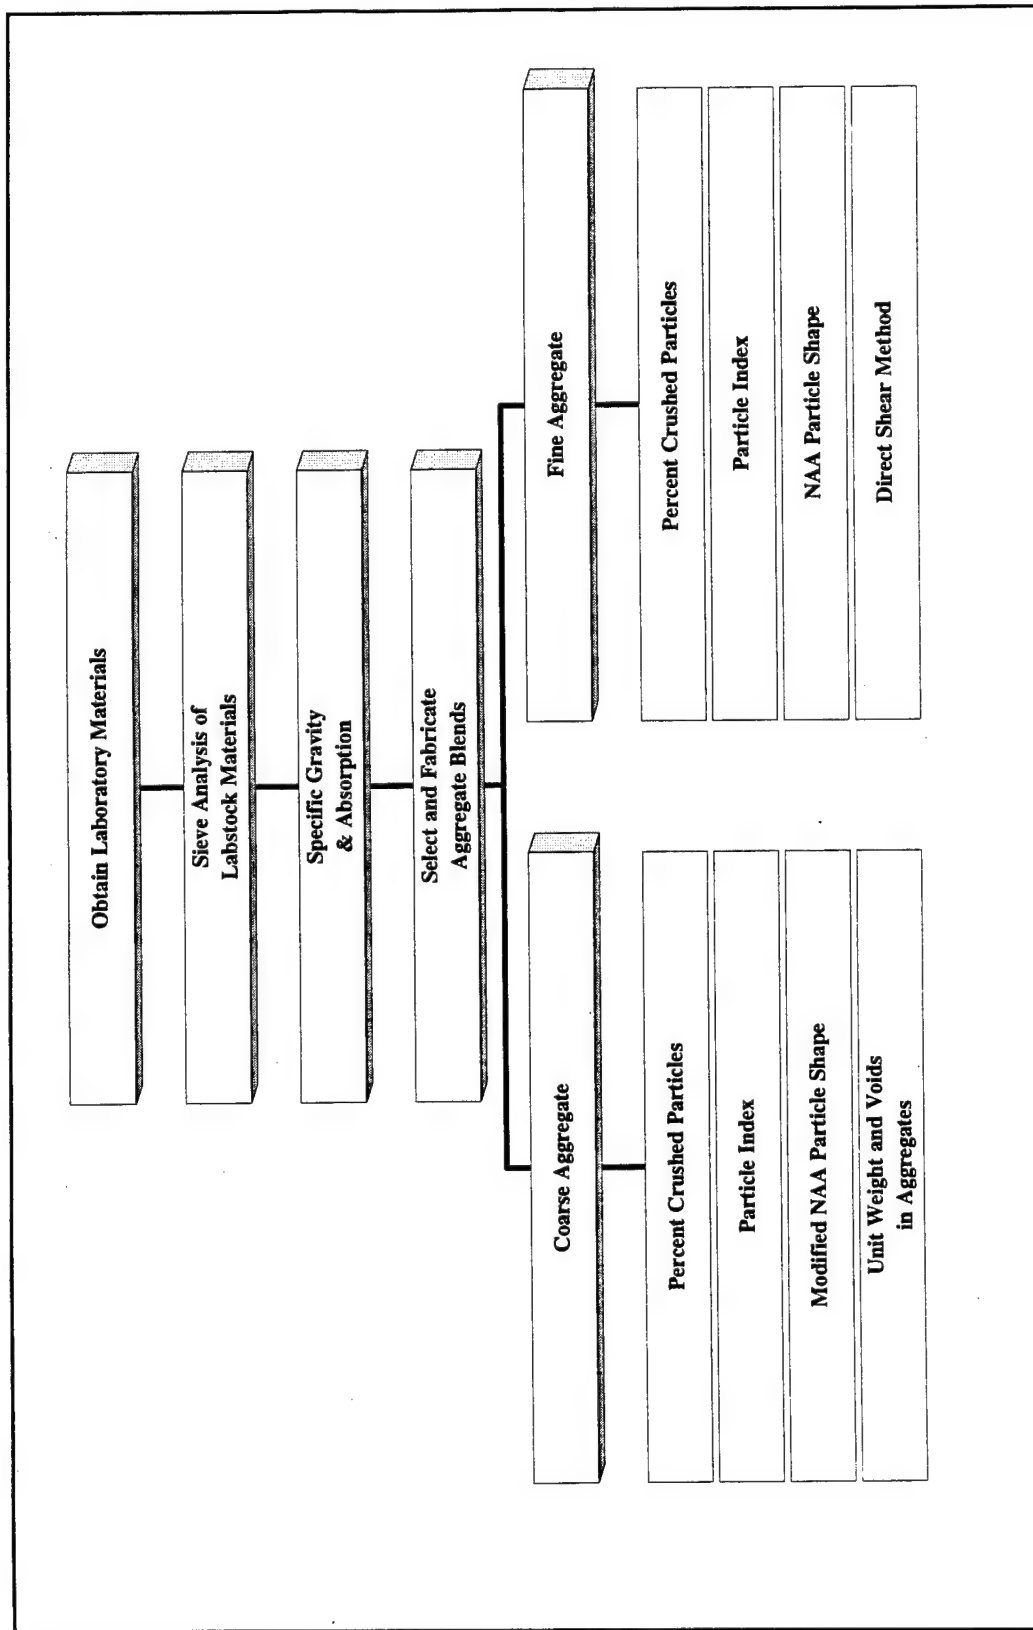 Obtain Laboratory Materials
Sieve Analysis of
Labstock Materials
Specific Gravity
& Absorption
Select and Fabricate
Aggregate Blends
Coarse Aggregate
Percent Crushed Particles
Particle Index
Modified NAA Particle Shape
Unit Weight and Voids
in Aggregates
Fine Aggregate
Percent Crushed Particles
Particle Index
NAA Particle Shape
Direct Shear Method